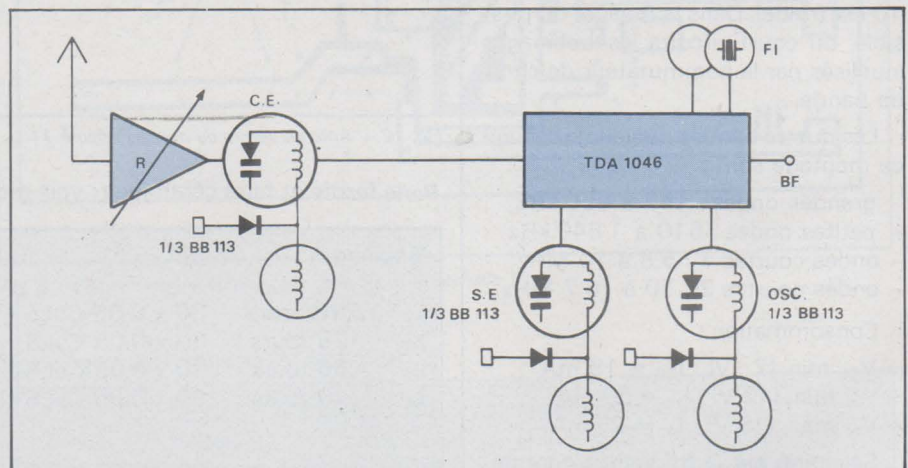 FI
C.E.
R
TDA 1046
BF
1/3 BB 113
S.E
1/3 BB 113
OSC.
1/3 BB 113